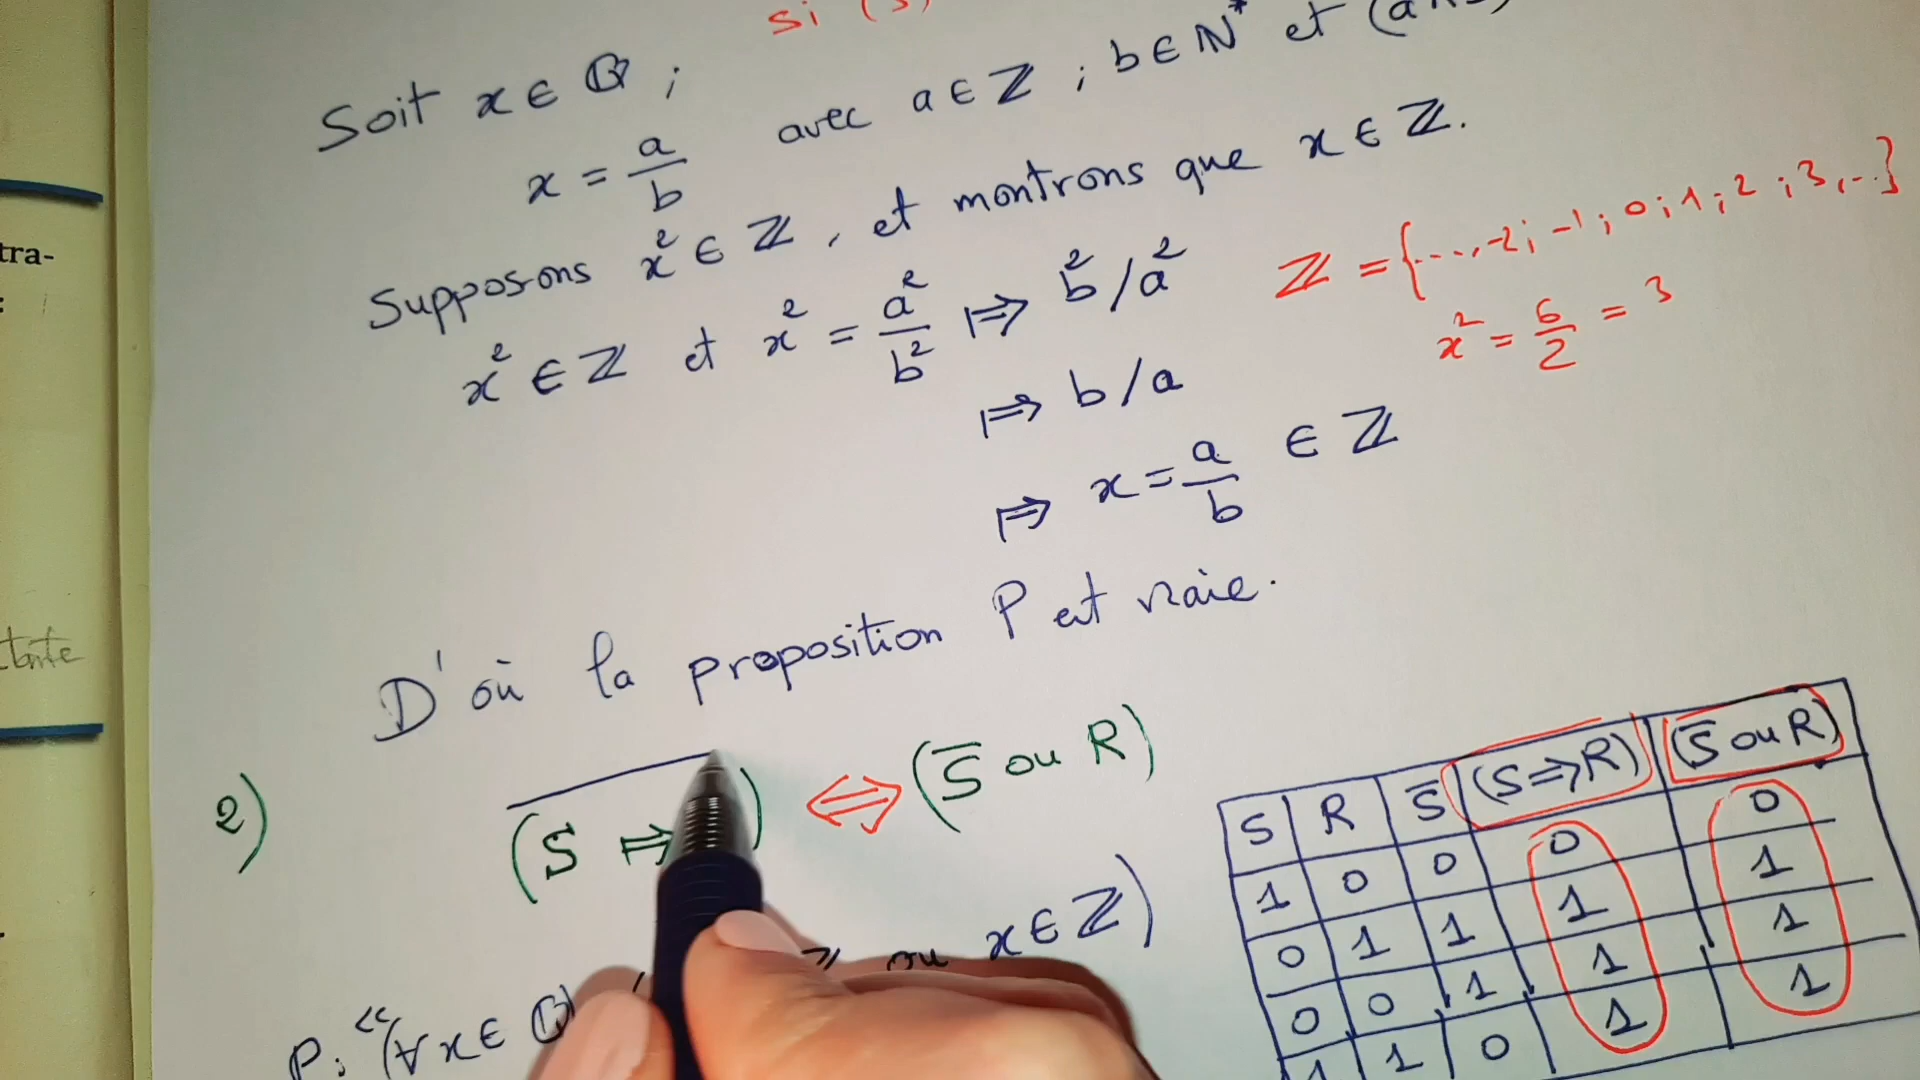 si (
Soit x ∈ ℚ ;
x = a/b avec a ∈ ℤ ; b ∈ ℕ* et (a
Supposons x² ∈ ℤ, et montrons que x ∈ ℤ.
x² ∈ ℤ et x² = a²/b² ⟹ b²/a²
⟹ b/a
⟹ x = a/b ∈ ℤ
ℤ = {...,-2;-1;0;1;2;3,..}
x² = 6/2 = 3
D'où la proposition P est vraie.
2) (S ⟹ ) ⟺ (S̅ ou R)
P: «(∀x ∈ ℚ) ou x ∈ ℤ)
S R S̅ (S⟹R) (S̅ ou R)
1 0 0 0 0
0 1 1 1 1
0 0 1 1 1
1 1 0 1 1
tra-
: